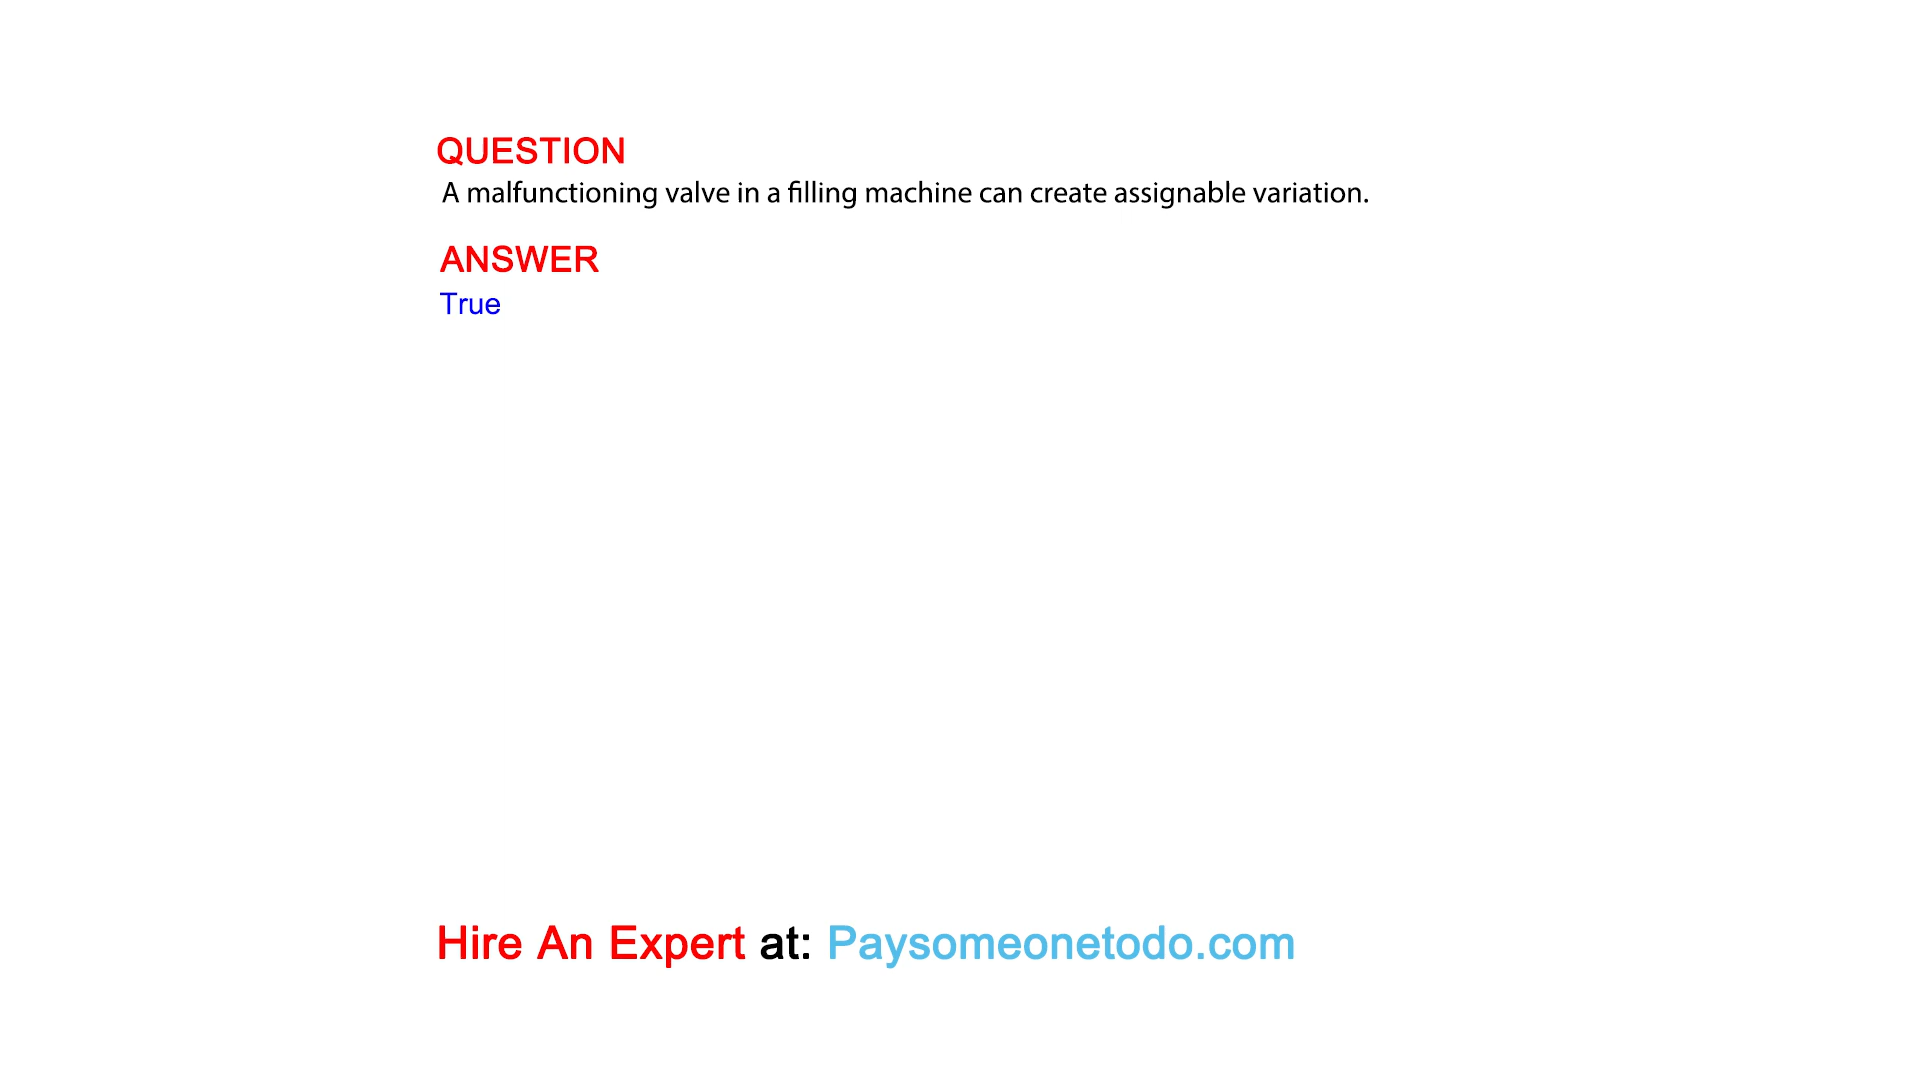 QUESTION
A malfunctioning valve in a filling machine can create assignable variation.
ANSWER
True
Hire An Expert at: Paysomeonetodo.com